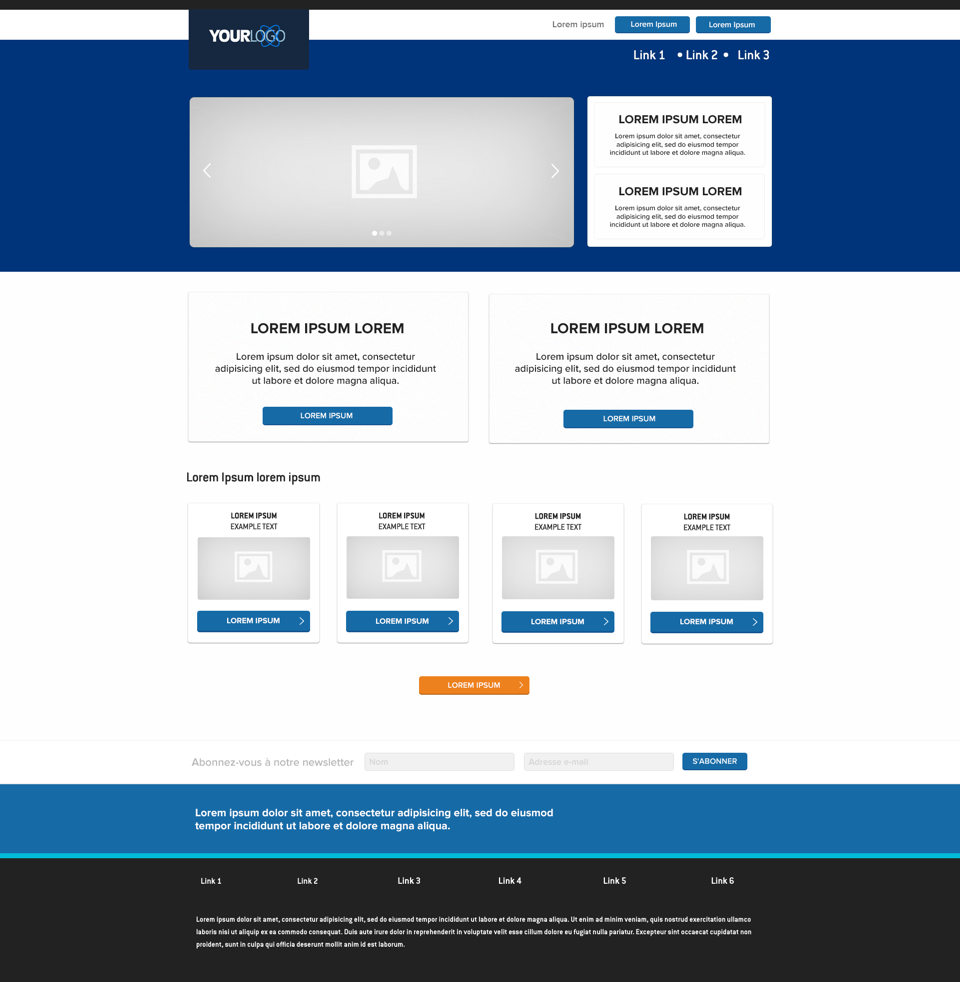 YOURLOGO
Lorem ipsum
Lorem Ipsum
Lorem Ipsum
Link 1 • Link 2 • Link 3
LOREM IPSUM LOREM
Lorem ipsum dolor sit amet, consectetur
adipisicing elit, sed do eiusmod tempor
incididunt ut labore et dolore magna aliqua.
LOREM IPSUM LOREM
Lorem ipsum dolor sit amet, consectetur
adipisicing elit, sed do eiusmod tempor
incididunt ut labore et dolore magna aliqua.
LOREM IPSUM LOREM
Lorem ipsum dolor sit amet, consectetur
adipisicing elit, sed do eiusmod tempor incididunt
ut labore et dolore magna aliqua.
LOREM IPSUM
LOREM IPSUM LOREM
Lorem ipsum dolor sit amet, consectetur
adipisicing elit, sed do eiusmod tempor incididunt
ut labore et dolore magna aliqua.
LOREM IPSUM
Lorem Ipsum lorem ipsum
LOREM IPSUM
EXAMPLE TEXT
LOREM IPSUM
LOREM IPSUM
EXAMPLE TEXT
LOREM IPSUM
LOREM IPSUM
EXAMPLE TEXT
LOREM IPSUM
LOREM IPSUM
EXAMPLE TEXT
LOREM IPSUM
LOREM IPSUM
Abonnez-vous à notre newsletter
Nom
Adresse e-mail
S'ABONNER
Lorem ipsum dolor sit amet, consectetur adipisicing elit, sed do eiusmod
tempor incididunt ut labore et dolore magna aliqua.
Link 1
Link 2
Link 3
Link 4
Link 5
Link 6
Lorem ipsum dolor sit amet, consectetur adipisicing elit, sed do eiusmod tempor incididunt ut labore et dolore magna aliqua. Ut enim ad minim veniam, quis nostrud exercitation ullamco
laboris nisi ut aliquip ex ea commodo consequat. Duis aute irure dolor in reprehenderit in voluptate velit esse cillum dolore eu fugiat nulla pariatur. Excepteur sint occaecat cupidatat non
proident, sunt in culpa qui officia deserunt mollit anim id est laborum.